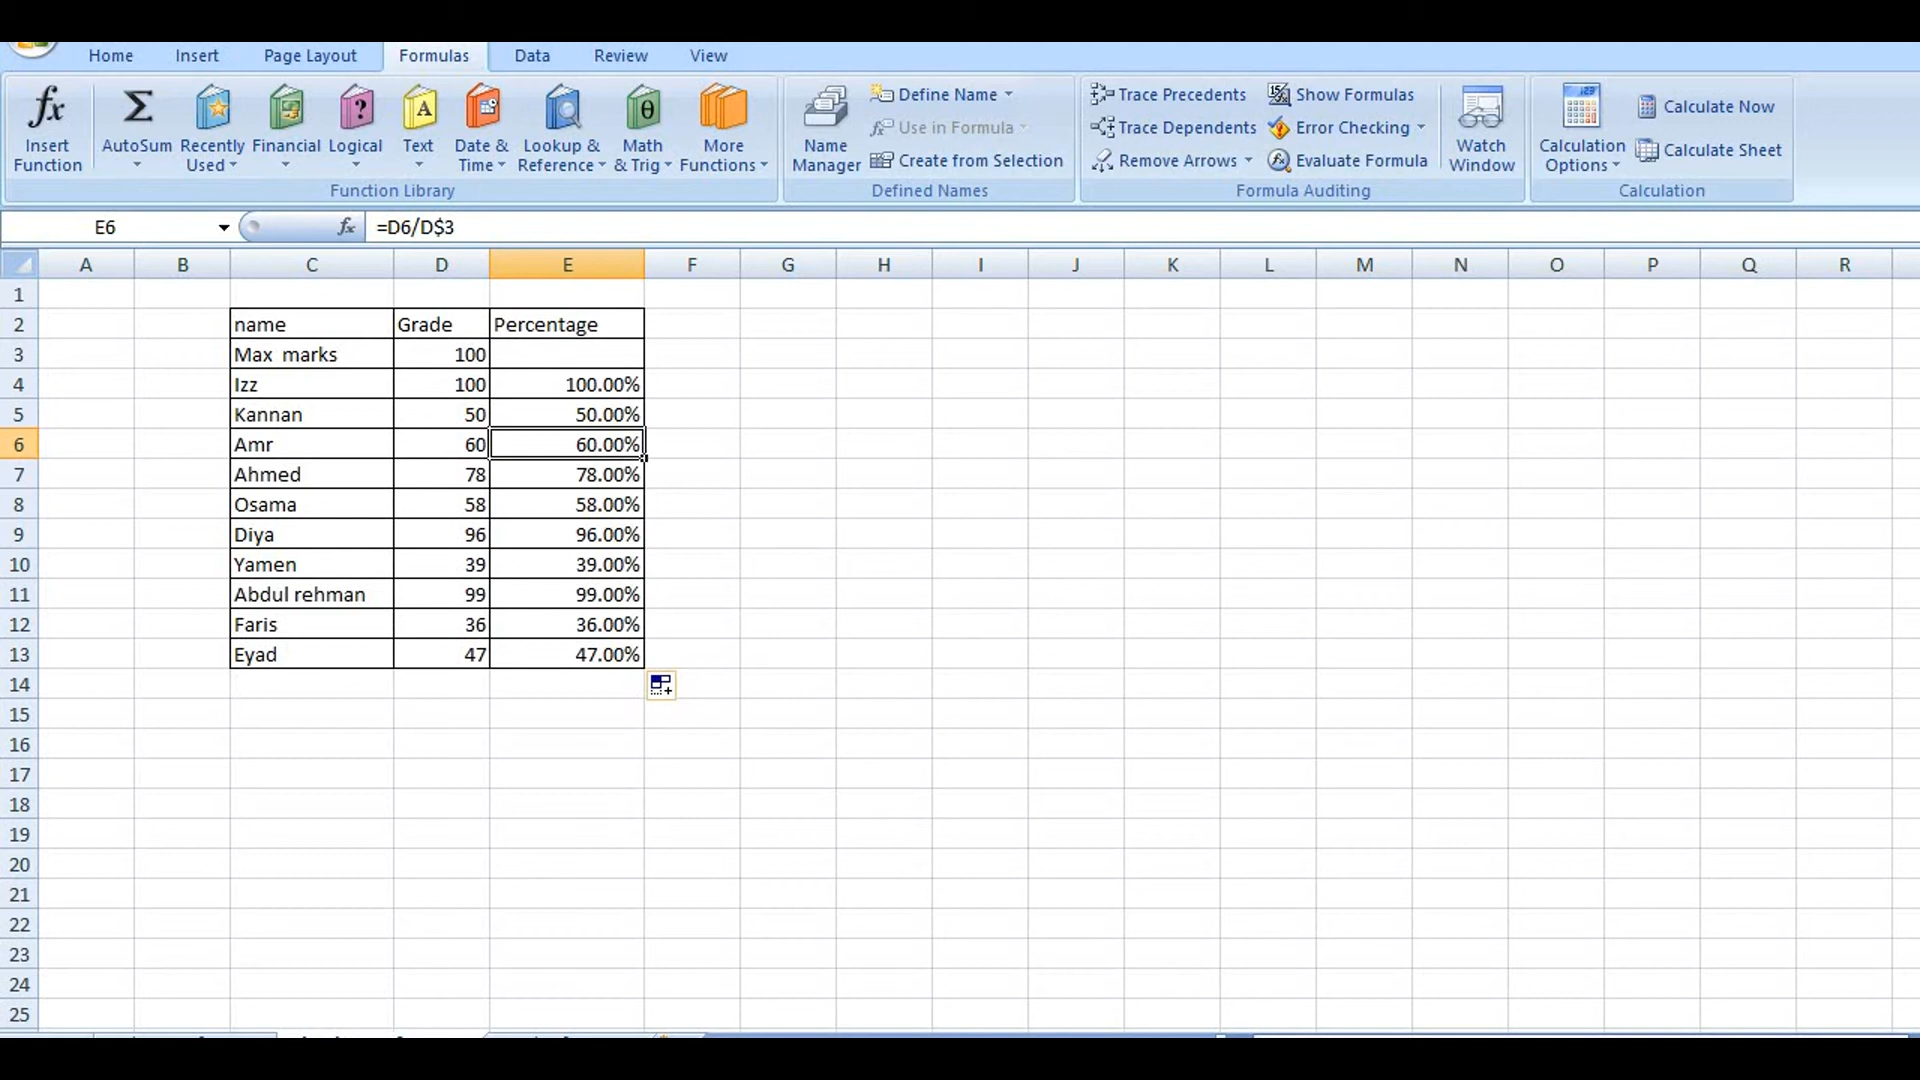 Home Insert Page Layout Formulas Data Review View
Insert Function
AutoSum
Recently Used
Financial
Logical
Text
Date & Time
Lookup & Reference
Math & Trig
More Functions
Function Library
Name Manager
Define Name
Use in Formula
Create from Selection
Defined Names
Trace Precedents
Trace Dependents
Remove Arrows
Show Formulas
Error Checking
Evaluate Formula
Formula Auditing
Watch Window
Calculation Options
Calculate Now
Calculate Sheet
Calculation
E6 fx =D6/D$3
A B C D E F G H I J K L M N O P Q R
1
2 name Grade Percentage
3 Max marks 100
4 Izz 100 100.00%
5 Kannan 50 50.00%
6 Amr 60 60.00%
7 Ahmed 78 78.00%
8 Osama 58 58.00%
9 Diya 96 96.00%
10 Yamen 39 39.00%
11 Abdul rehman 99 99.00%
12 Faris 36 36.00%
13 Eyad 47 47.00%
14
15
16
17
18
19
20
21
22
23
24
25